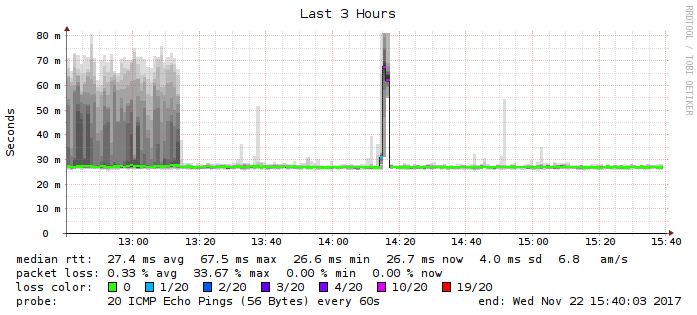 Last 3 Hours
RRDTOOL / TOBI OETIKER
Seconds
80 m
70 m
60 m
50 m
40 m
30 m
20 m
10 m
0
13:00 13:20 13:40 14:00 14:20 14:40 15:00 15:20 15:40
median rtt: 27.4 ms avg 67.5 ms max 26.6 ms min 26.7 ms now 4.0 ms sd 6.8 am/s
packet loss: 0.33 % avg 33.67 % max 0.00 % min 0.00 % now
loss color: 0 1/20 2/20 3/20 4/20 10/20 19/20
probe: 20 ICMP Echo Pings (56 Bytes) every 60s end: Wed Nov 22 15:40:03 2017